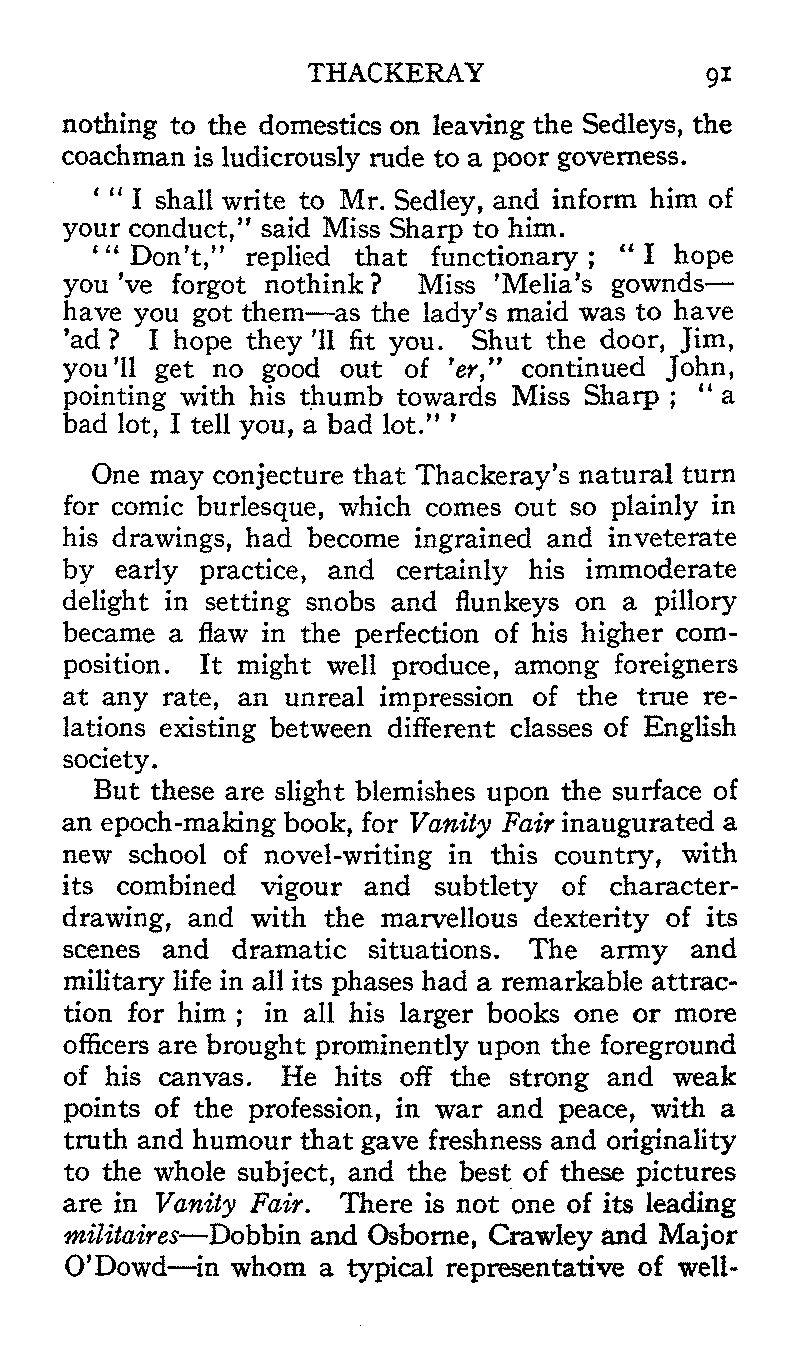 THACKERAY 91
nothing to the domestics on leaving the Sedleys, the
coachman is ludicrously rude to a poor governess.
‘ “ I shall write to Mr. Sedley, and inform him of
your conduct,” said Miss Sharp to him.
‘ “ Don’t,” replied that functionary ; “ I hope
you ’ve forgot nothink ? Miss ’Melia’s gownds—
have you got them—as the lady’s maid was to have
’ad ? I hope they ’ll fit you. Shut the door, Jim,
you ’ll get no good out of ’er,” continued John,
pointing with his thumb towards Miss Sharp ; “ a
bad lot, I tell you, a bad lot.” ’
One may conjecture that Thackeray’s natural turn
for comic burlesque, which comes out so plainly in
his drawings, had become ingrained and inveterate
by early practice, and certainly his immoderate
delight in setting snobs and flunkeys on a pillory
became a flaw in the perfection of his higher com-
position. It might well produce, among foreigners
at any rate, an unreal impression of the true re-
lations existing between different classes of English
society.
But these are slight blemishes upon the surface of
an epoch-making book, for Vanity Fair inaugurated a
new school of novel-writing in this country, with
its combined vigour and subtlety of character-
drawing, and with the marvellous dexterity of its
scenes and dramatic situations. The army and
military life in all its phases had a remarkable attrac-
tion for him ; in all his larger books one or more
officers are brought prominently upon the foreground
of his canvas. He hits off the strong and weak
points of the profession, in war and peace, with a
truth and humour that gave freshness and originality
to the whole subject, and the best of these pictures
are in Vanity Fair. There is not one of its leading
militaires—Dobbin and Osborne, Crawley and Major
O’Dowd—in whom a typical representative of well-